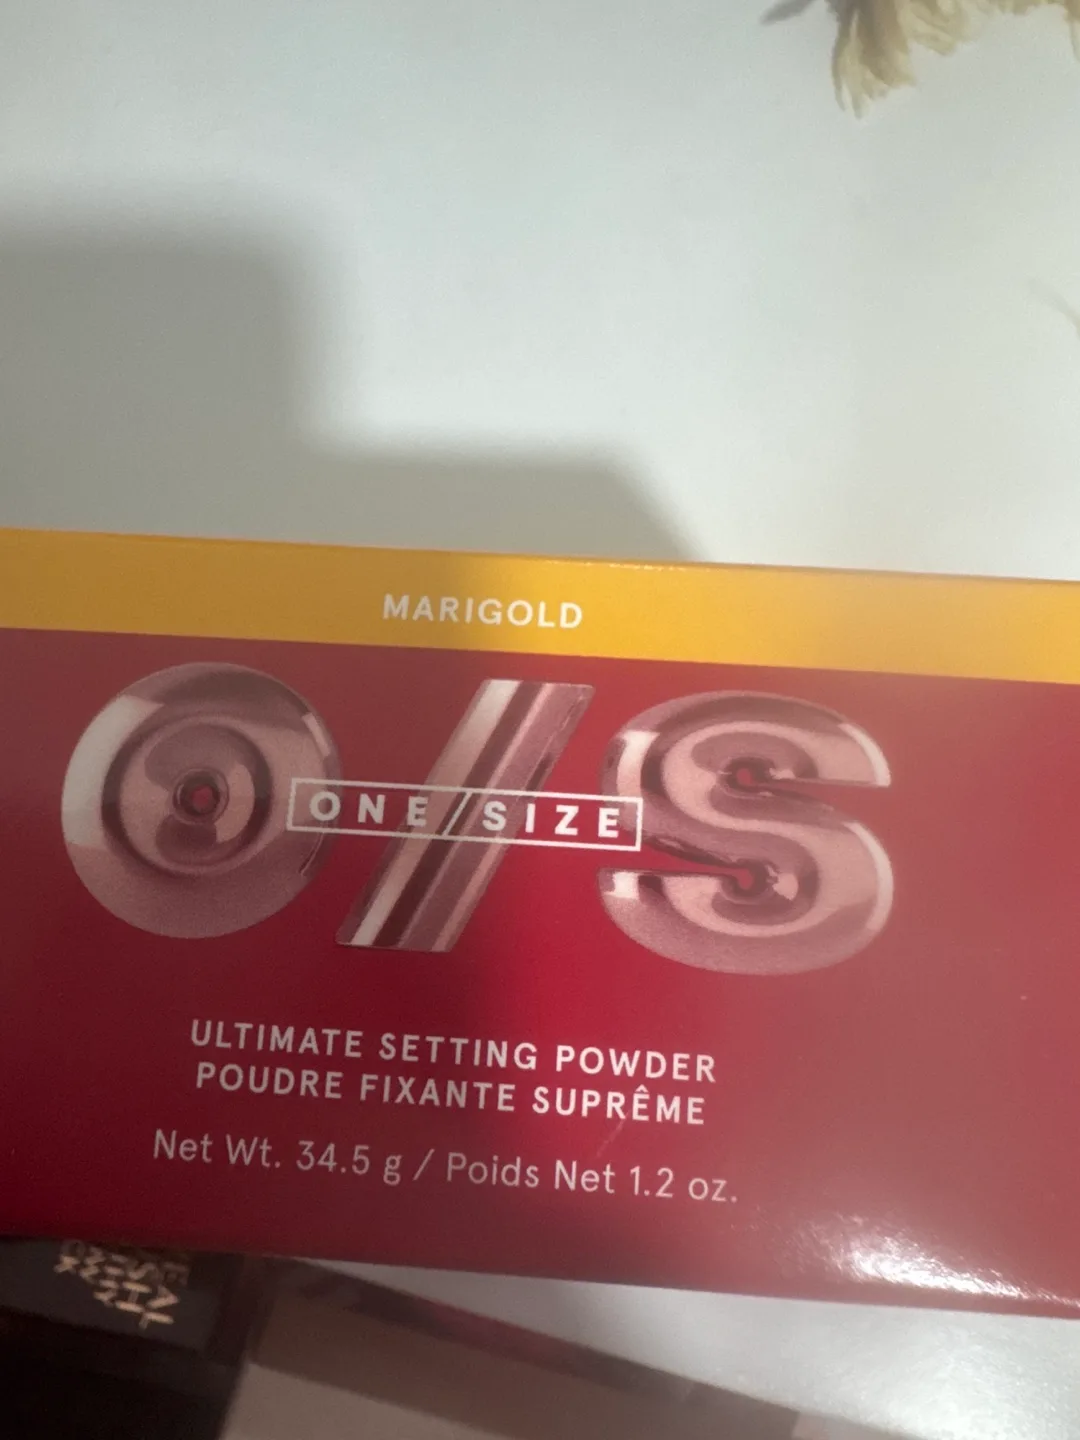 MARIGOLD
O/S
ONE/SIZE
ULTIMATE SETTING POWDER
POUDRE FIXANTE SUPRÊME
Net Wt. 34.5 g / Poids Net 1.2 oz.